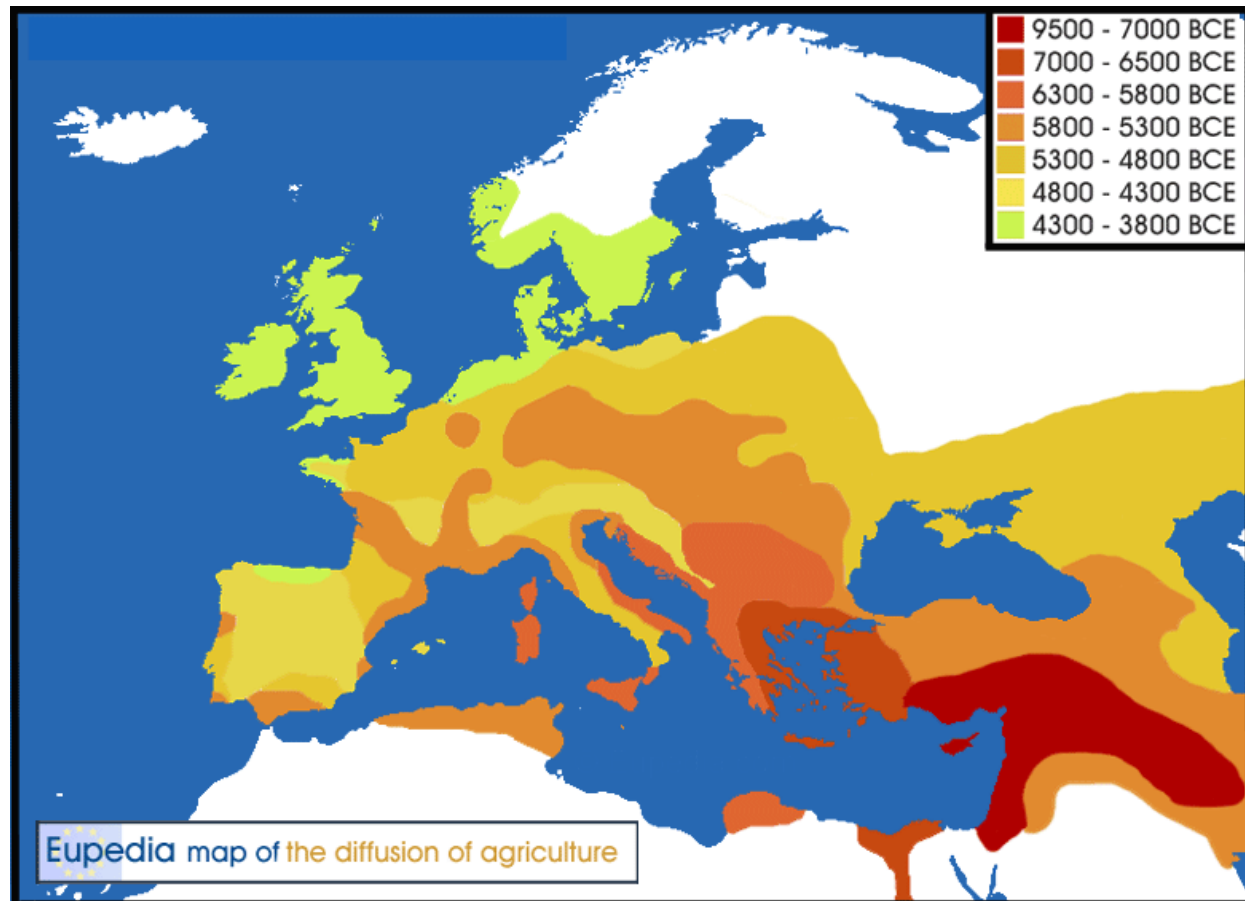 9500 - 7000 BCE
7000 - 6500 BCE
6300 - 5800 BCE
5800 - 5300 BCE
5300 - 4800 BCE
4800 - 4300 BCE
4300 - 3800 BCE
Eupedia map of the diffusion of agriculture